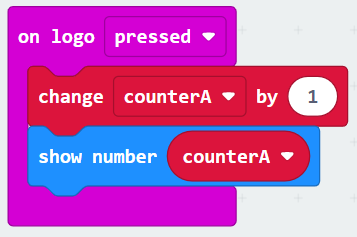 on logo pressed
change counterA by 1
show number counterA